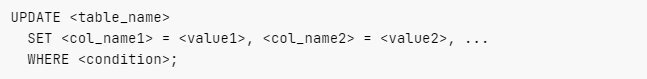 UPDATE <table_name>
  SET <col_name1> = <value1>, <col_name2> = <value2>, ...
  WHERE <condition>;